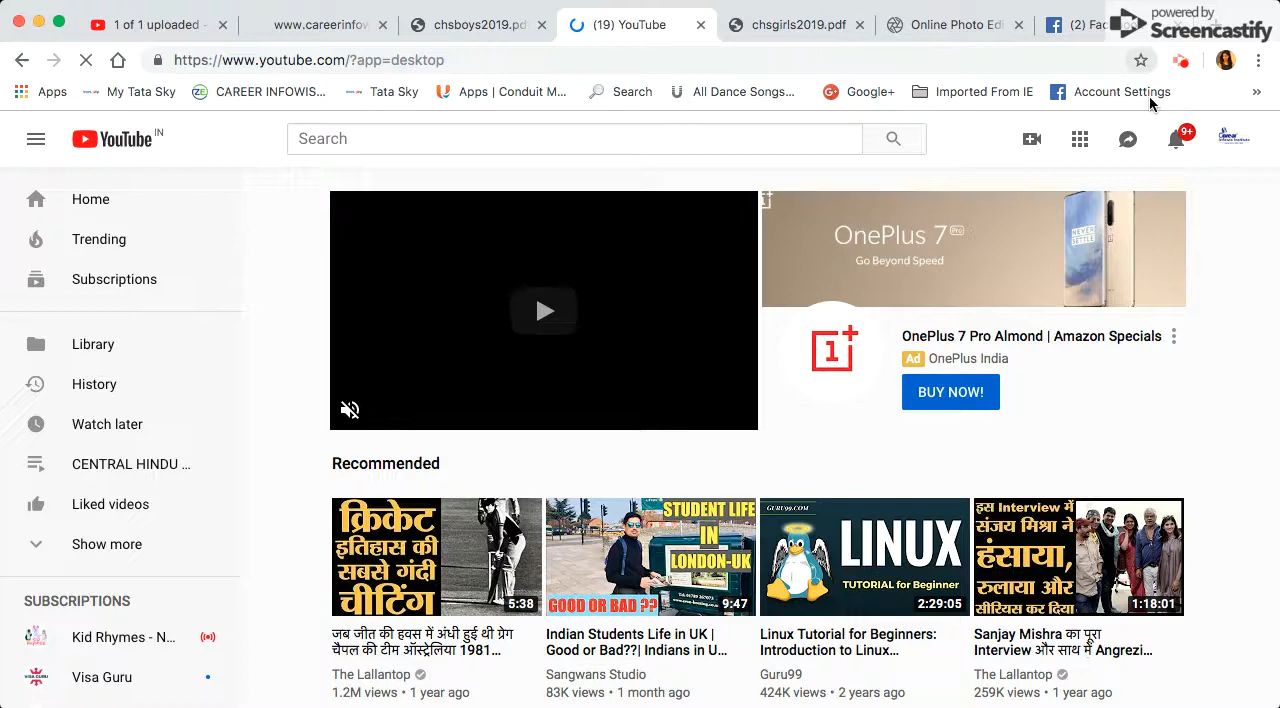 1 of 1 uploaded -
www.careerinfow
chsboys2019.pd
(19) YouTube
chsgirls2019.pdf
Online Photo Edi
(2) Fac
powered by
Screencastify
https://www.youtube.com/?app=desktop
Apps
My Tata Sky
CAREER INFOWIS...
Tata Sky
Apps | Conduit M...
Search
All Dance Songs...
Google+
Imported From IE
Account Settings
»
YouTube IN
Search
9+
Home
Trending
Subscriptions
Library
History
Watch later
CENTRAL HINDU ...
Liked videos
Show more
SUBSCRIPTIONS
Kid Rhymes - N...
Visa Guru
OnePlus 7 Pro
Go Beyond Speed
NEVER
SETTLE
OnePlus 7 Pro Almond | Amazon Specials
Ad OnePlus India
BUY NOW!
Recommended
क्रिकेट
इतिहास की
सबसे गंदी
चीटिंग
5:38
जब जीत की हवस में अंधी हुई थी ग्रेग
चैपल की टीम ऑस्ट्रेलिया 1981...
The Lallantop
1.2M views • 1 year ago
STUDENT LIFE
IN
LONDON-UK
GOOD OR BAD ??
9:47
Indian Students Life in UK |
Good or Bad??| Indians in U...
Sangwans Studio
83K views • 1 month ago
GURU99.COM
LINUX
TUTORIAL for Beginner
2:29:05
Linux Tutorial for Beginners:
Introduction to Linux...
Guru99
424K views • 2 years ago
इस Interview में
संजय मिश्रा ने
हंसाया,
रुलाया और
सीरियस कर दिया
1:18:01
Sanjay Mishra का पूरा
Interview और साथ में Angrezi...
The Lallantop
259K views • 1 year ago